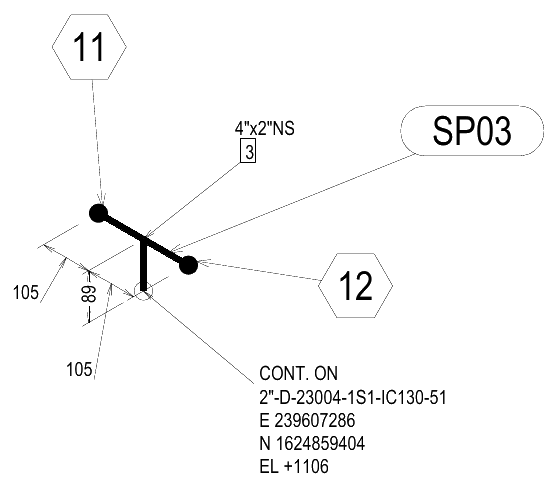 11
SP03
4"x2"NS
3
12
105
89
105
CONT. ON
2"-D-23004-1S1-IC130-51
E 239607286
N 1624859404
EL +1106